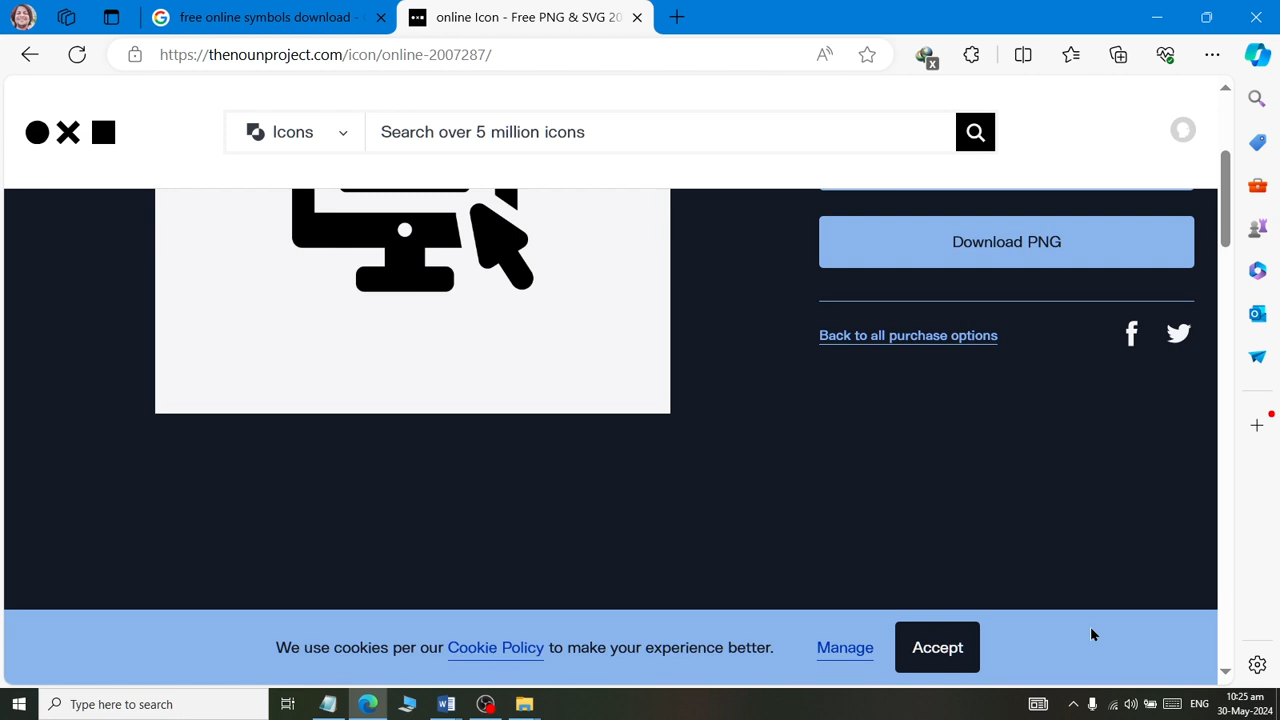 free online symbols download -
online Icon - Free PNG & SVG 20
https://thenounproject.com/icon/online-2007287/
Icons
Search over 5 million icons
Download PNG
Back to all purchase options
We use cookies per our Cookie Policy to make your experience better.
Manage
Accept
Type here to search
ENG
10:25 am
30-May-2024